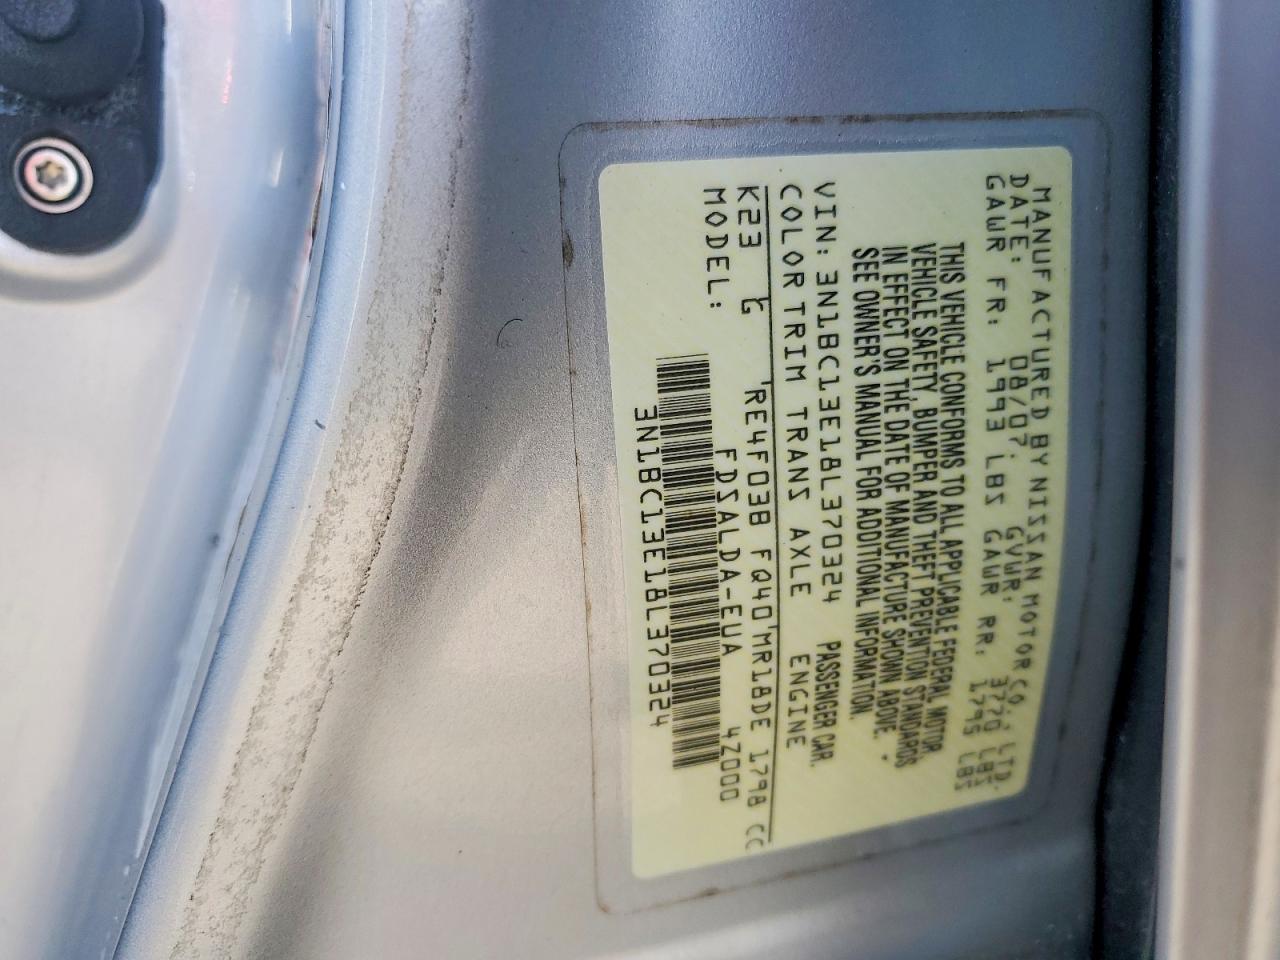 MANUFACTURED BY NISSAN MOTOR CO., LTD.
DATE: 08/07. GVWR: 3770 LBS
GAWR FR: 1993 LBS GAWR RR: 1795 LBS
THIS VEHICLE CONFORMS TO ALL APPLICABLE FEDERAL MOTOR
VEHICLE SAFETY, BUMPER AND THEFT PREVENTION STANDARDS
IN EFFECT ON THE DATE OF MANUFACTURE SHOWN ABOVE. *
SEE OWNER'S MANUAL FOR ADDITIONAL INFORMATION.
VIN: 3N1BC13E18L370324 PASSENGER CAR.
COLOR TRIM TRANS AXLE ENGINE
K23 G 'RE4F03B FQ40'MR18DE 1798 CC
MODEL: FDSALDA-EUA 4Z000
3N1BC13E18L370324